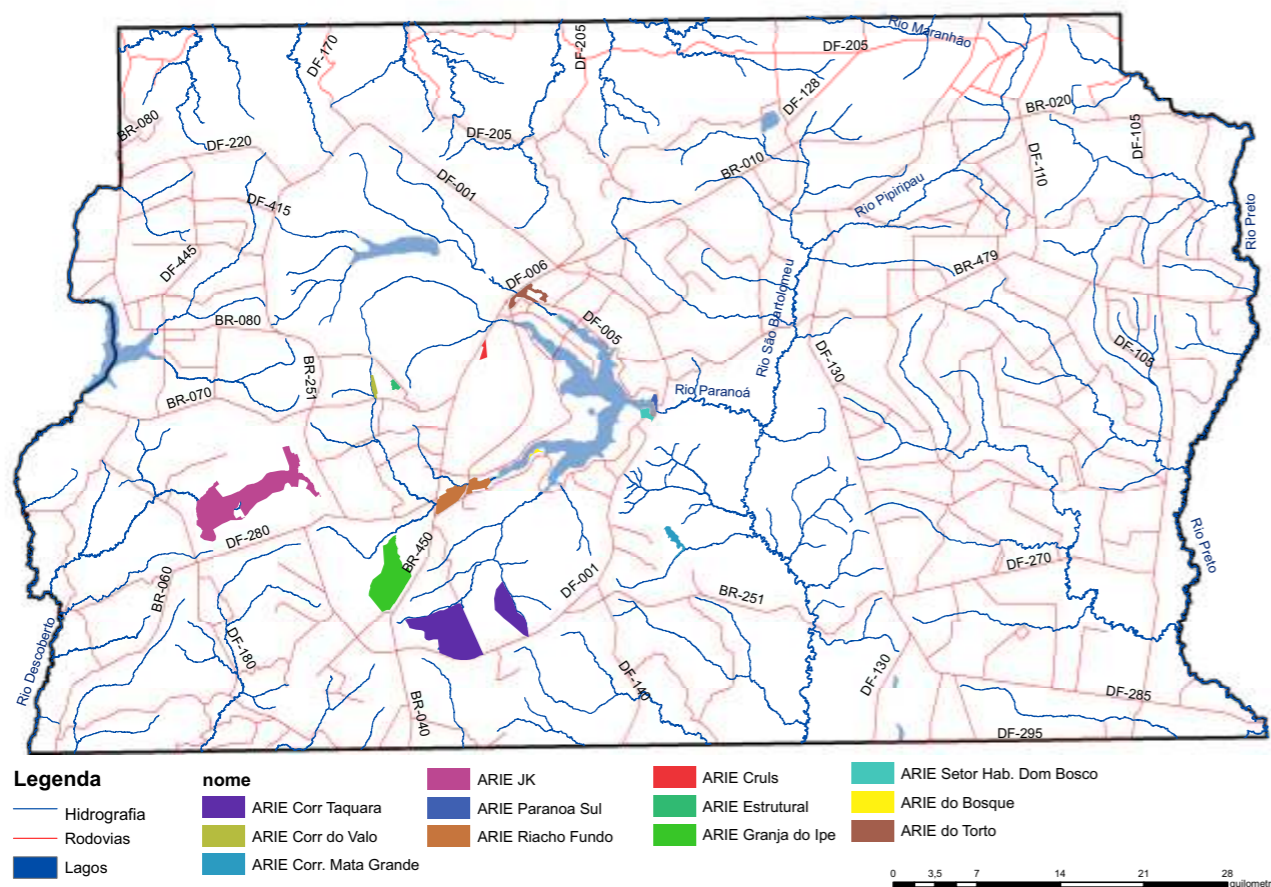 Rio Maranhão
DF-205
DF-170
DF-205
DF-128
BR-020
BR-080
DF-220
DF-205
DF-105
DF-110
BR-010
DF-001
DF-415
Rio Pipiripau
Rio Preto
DF-445
DF-006
BR-479
BR-080
DF-005
Rio São Bartolomeu
DF-130
DF-105
BR-251
BR-070
Rio Paranoá
DF-280
BR-450
DF-270
Rio Preto
BR-060
DF-001
BR-251
Rio Descoberto
DF-180
DF-140
DF-130
BR-040
DF-285
DF-295
Legenda
Hidrografia
Rodovias
Lagos
nome
ARIE Corr Taquara
ARIE Corr do Valo
ARIE Corr. Mata Grande
ARIE JK
ARIE Paranoa Sul
ARIE Riacho Fundo
ARIE Cruls
ARIE Estrutural
ARIE Granja do Ipe
ARIE Setor Hab. Dom Bosco
ARIE do Bosque
ARIE do Torto
0 3,5 7 14 21 28
quilometr